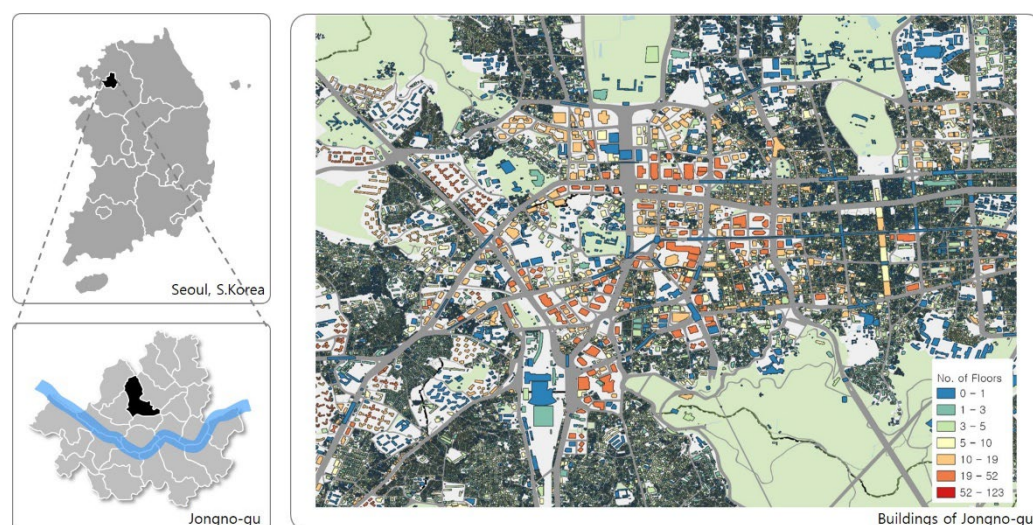 Seoul, S.Korea
Jongno-gu
No. of Floors
0 – 1
1 – 3
3 – 5
5 – 10
10 – 19
19 – 52
52 – 123
Buildings of Jongno-gu